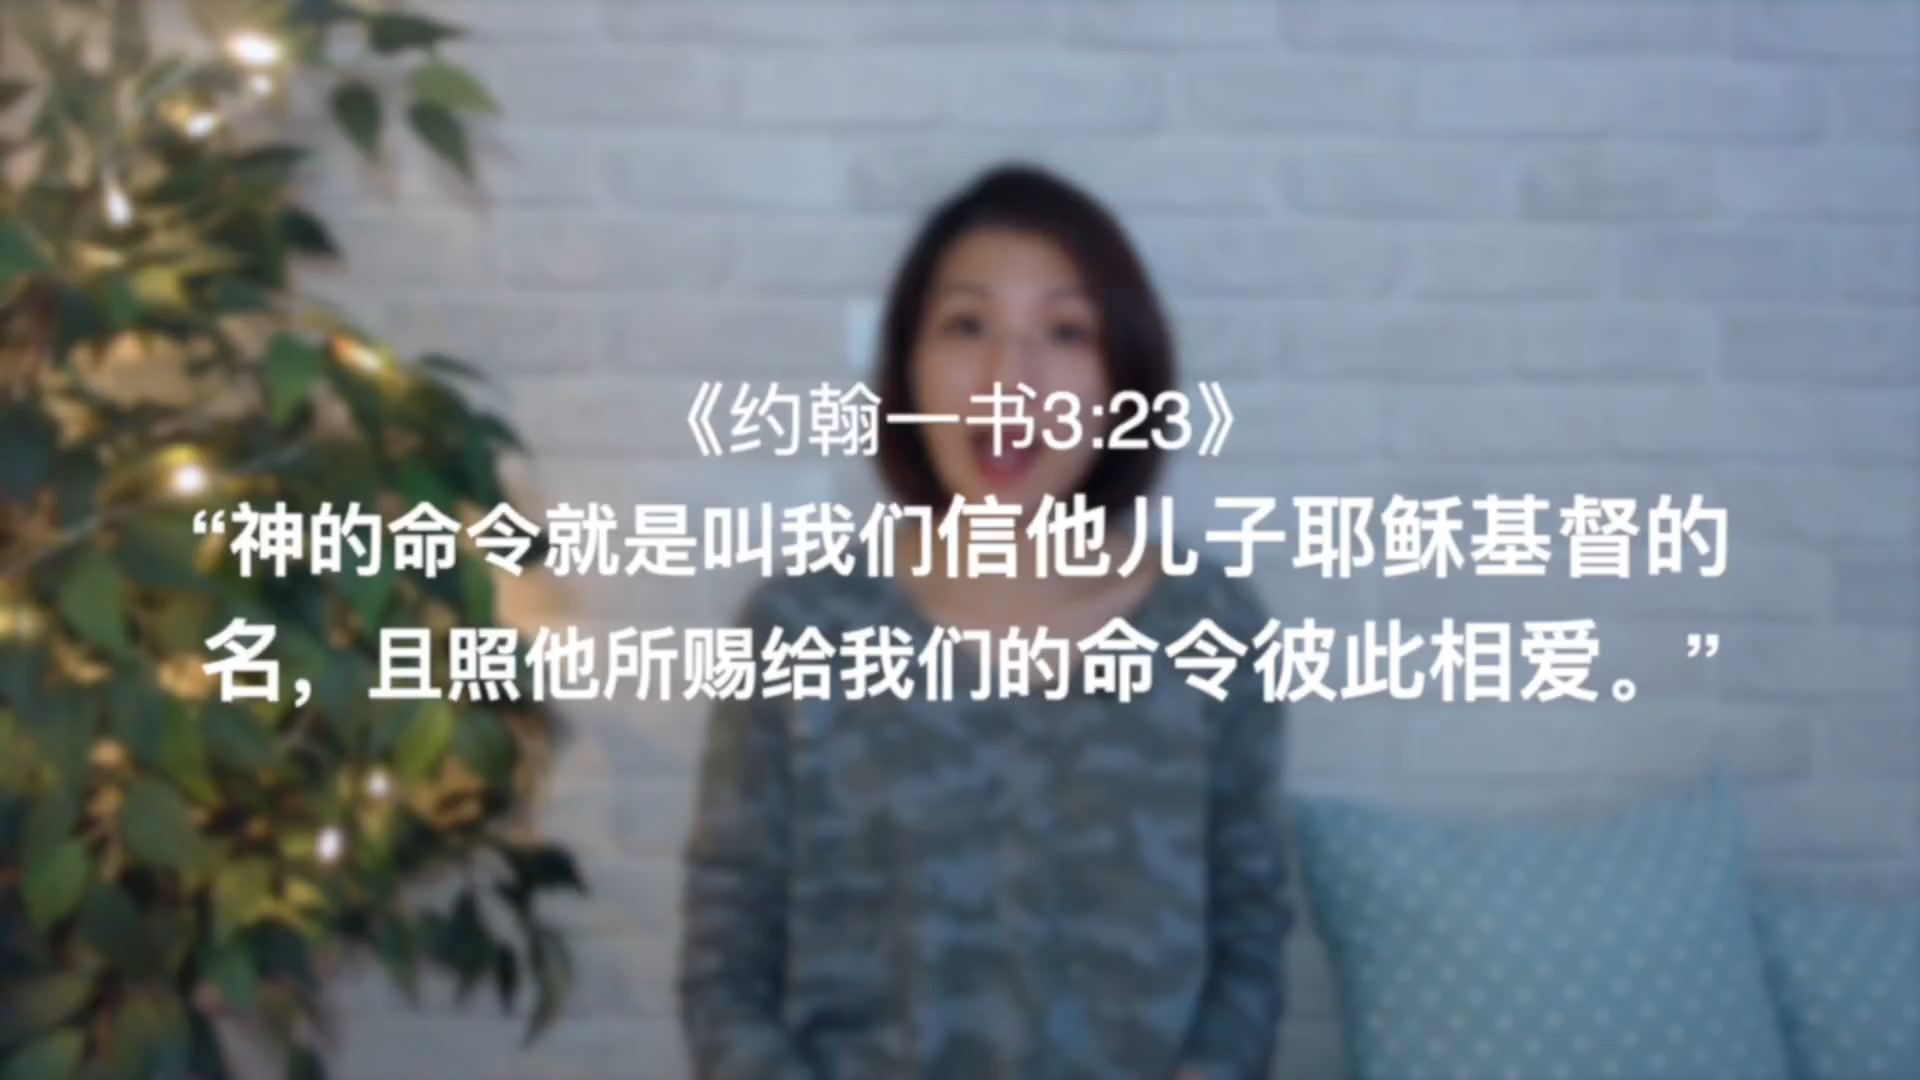 《约翰一书3:23》
“神的命令就是叫我们信他儿子耶稣基督的
名，且照他所赐给我们的命令彼此相爱。”